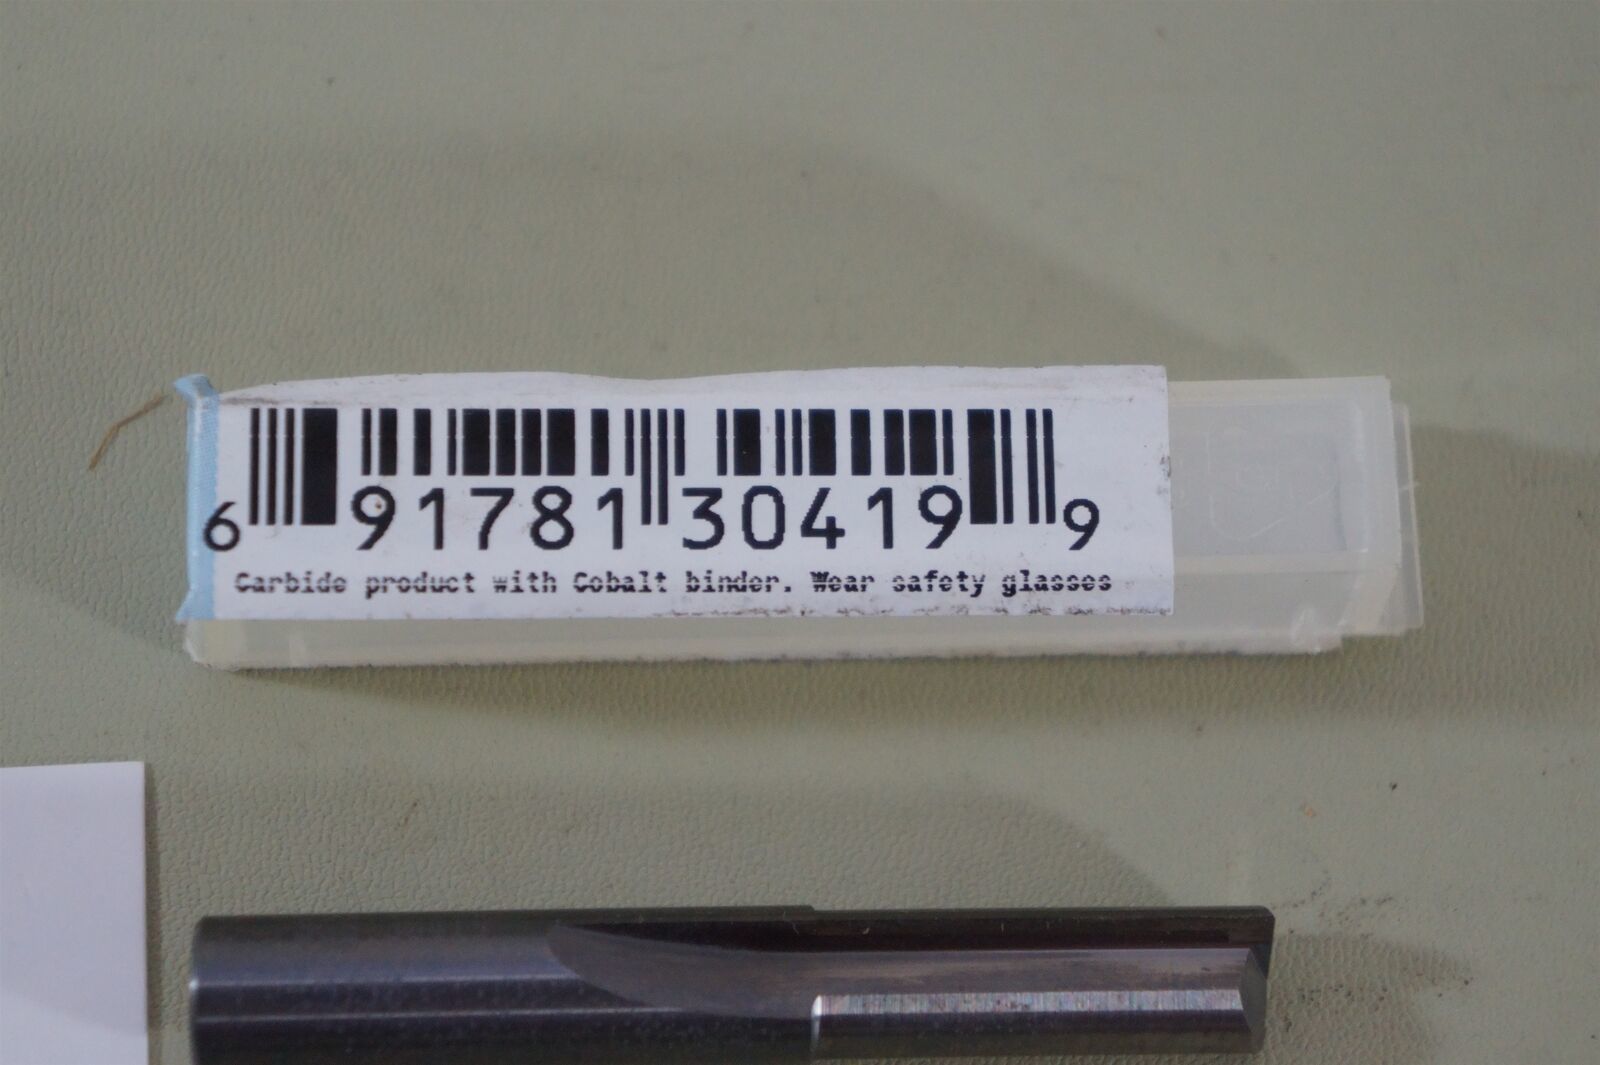 6 91781 30419 9
Carbide product with Cobalt binder. Wear safety glasses